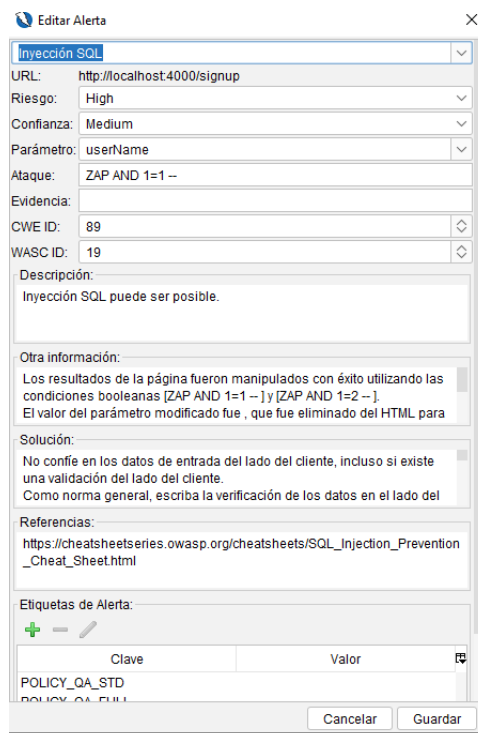 Editar Alerta
Inyección SQL
URL: http://localhost:4000/signup
Riesgo: High
Confianza: Medium
Parámetro: userName
Ataque: ZAP AND 1=1 --
Evidencia:
CWE ID: 89
WASC ID: 19
Descripción:
Inyección SQL puede ser posible.
Otra información:
Los resultados de la página fueron manipulados con éxito utilizando las
condiciones booleanas [ZAP AND 1=1 -- ] y [ZAP AND 1=2 -- ].
El valor del parámetro modificado fue , que fue eliminado del HTML para
Solución:
No confíe en los datos de entrada del lado del cliente, incluso si existe
una validación del lado del cliente.
Como norma general, escriba la verificación de los datos en el lado del
Referencias:
https://cheatsheetseries.owasp.org/cheatsheets/SQL_Injection_Prevention
_Cheat_Sheet.html
Etiquetas de Alerta:
Clave Valor
POLICY_QA_STD
POLICY_QA_FULL
Cancelar Guardar